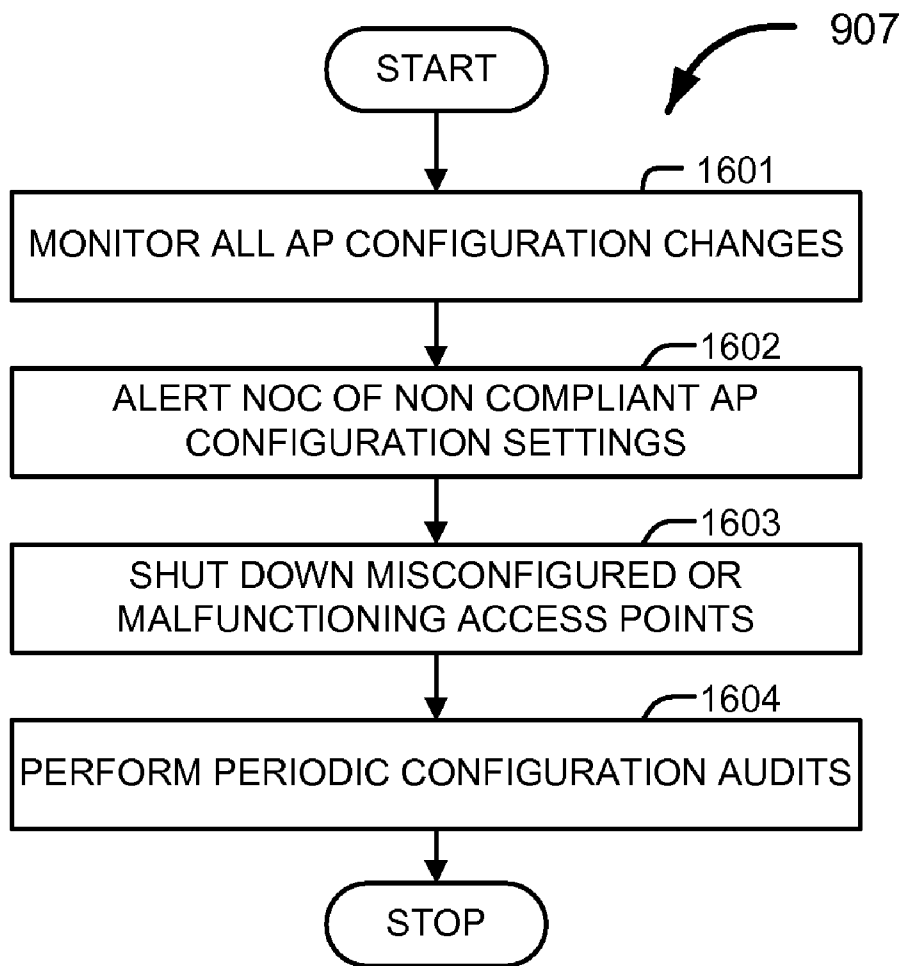 907
START
1601
MONITOR ALL AP CONFIGURATION CHANGES
1602
ALERT NOC OF NON COMPLIANT AP
CONFIGURATION SETTINGS
1603
SHUT DOWN MISCONFIGURED OR
MALFUNCTIONING ACCESS POINTS
1604
PERFORM PERIODIC CONFIGURATION AUDITS
STOP